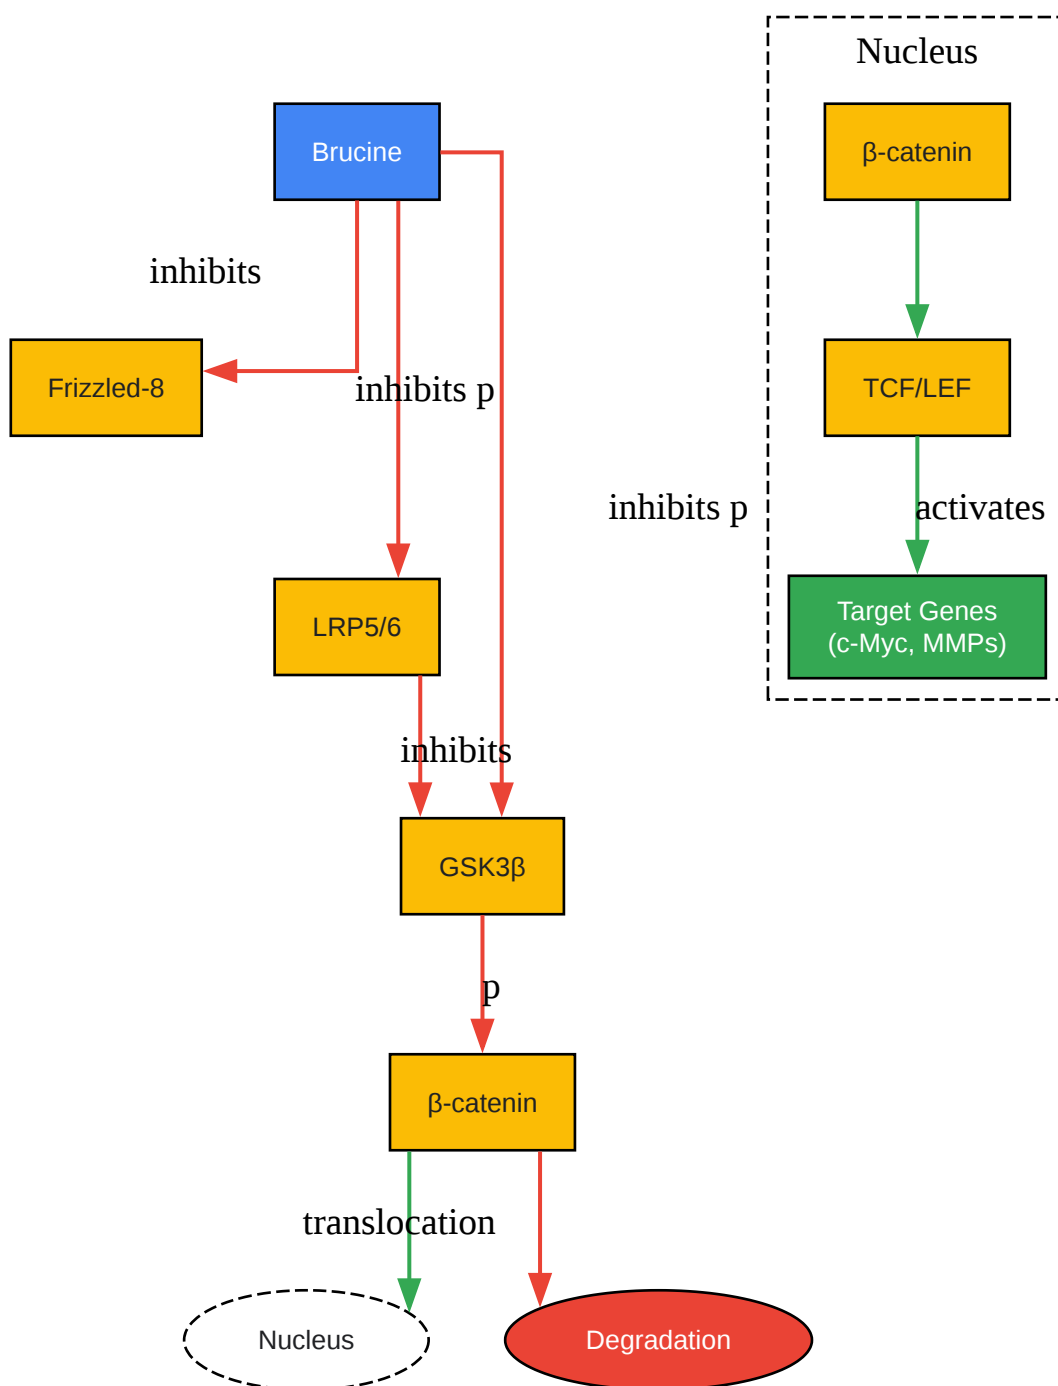 Nucleus
Brucine
β-catenin
inhibits
Frizzled-8
inhibits p
TCF/LEF
inhibits p
activates
LRP5/6
Target Genes
(c-Myc, MMPs)
inhibits
GSK3β
p
β-catenin
translocation
Nucleus
Degradation